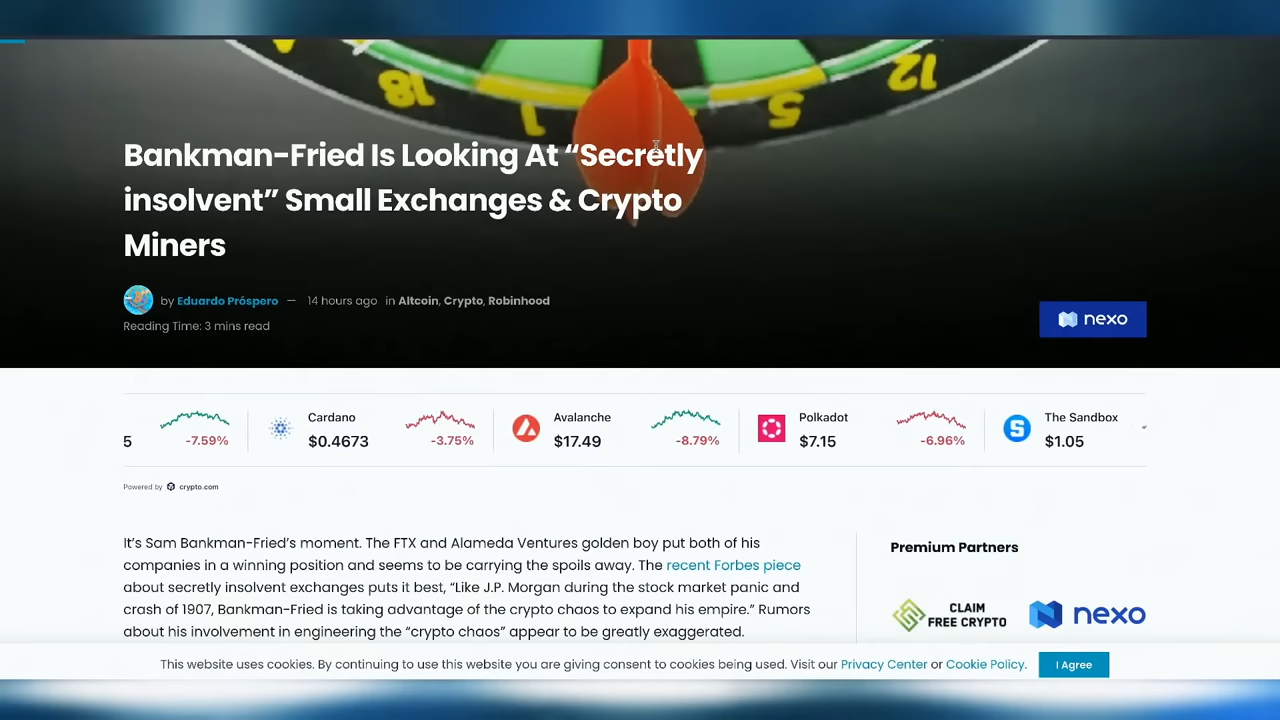 18
1
5
12
Bankman-Fried Is Looking At “Secretly
insolvent” Small Exchanges & Crypto
Miners
by Eduardo Próspero — 14 hours ago in Altcoin, Crypto, Robinhood
Reading Time: 3 mins read
nexo
5 -7.59%
Cardano
$0.4673 -3.75%
Avalanche
$17.49 -8.79%
Polkadot
$7.15 -6.96%
The Sandbox
$1.05
Powered by crypto.com
It’s Sam Bankman-Fried’s moment. The FTX and Alameda Ventures golden boy put both of his
companies in a winning position and seems to be carrying the spoils away. The recent Forbes piece
about secretly insolvent exchanges puts it best, “Like J.P. Morgan during the stock market panic and
crash of 1907, Bankman-Fried is taking advantage of the crypto chaos to expand his empire.” Rumors
about his involvement in engineering the “crypto chaos” appear to be greatly exaggerated.
Premium Partners
CLAIM
FREE CRYPTO
nexo
This website uses cookies. By continuing to use this website you are giving consent to cookies being used. Visit our Privacy Center or Cookie Policy.
I Agree